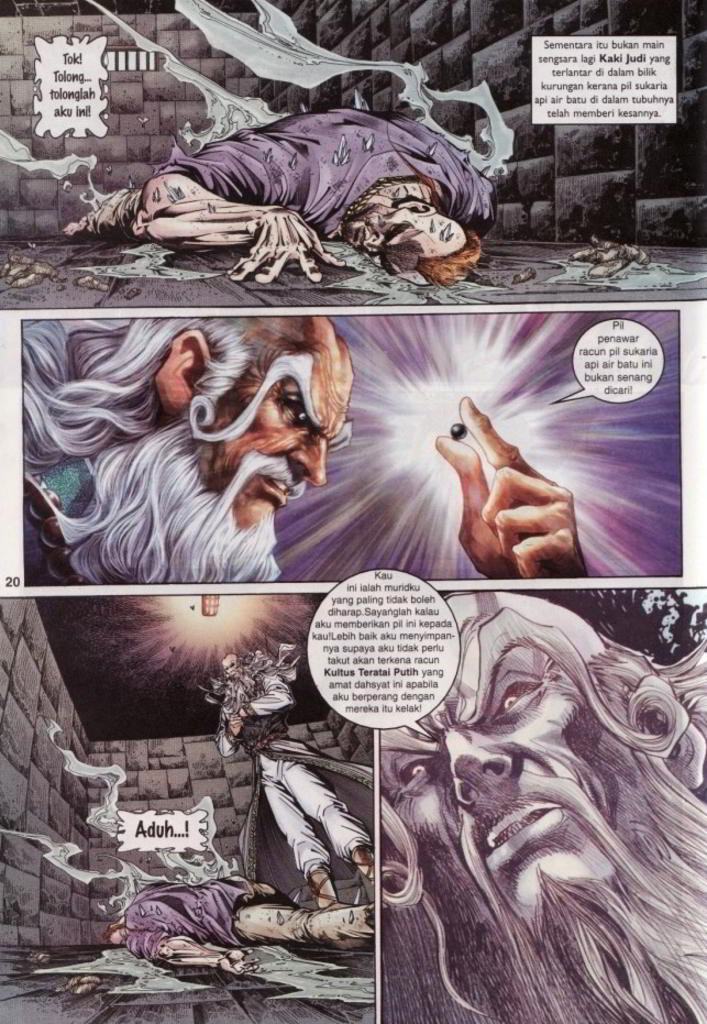 Tok!
Tolong...
tolonglah
aku ini!
Sementara itu bukan main
sengsara lagi Kaki Judi yang
terlantar di dalam bilik
kurungan kerana pil sukaria
api air batu di dalam tubuhnya
telah memberi kesannya.
Pil
penawar
racun pil sukaria
api air batu ini
bukan senang
dicari!
20
Kau
ini ialah muridku
yang paling tidak boleh
diharap.Sayanglah kalau
aku memberikan pil ini kepada
kau!Lebih baik aku menyimpan-
nya supaya aku tidak perlu
takut akan terkena racun
Kultus Teratai Putih yang
amat dahsyat ini apabila
aku berperang dengan
mereka itu kelak!
Aduh...!